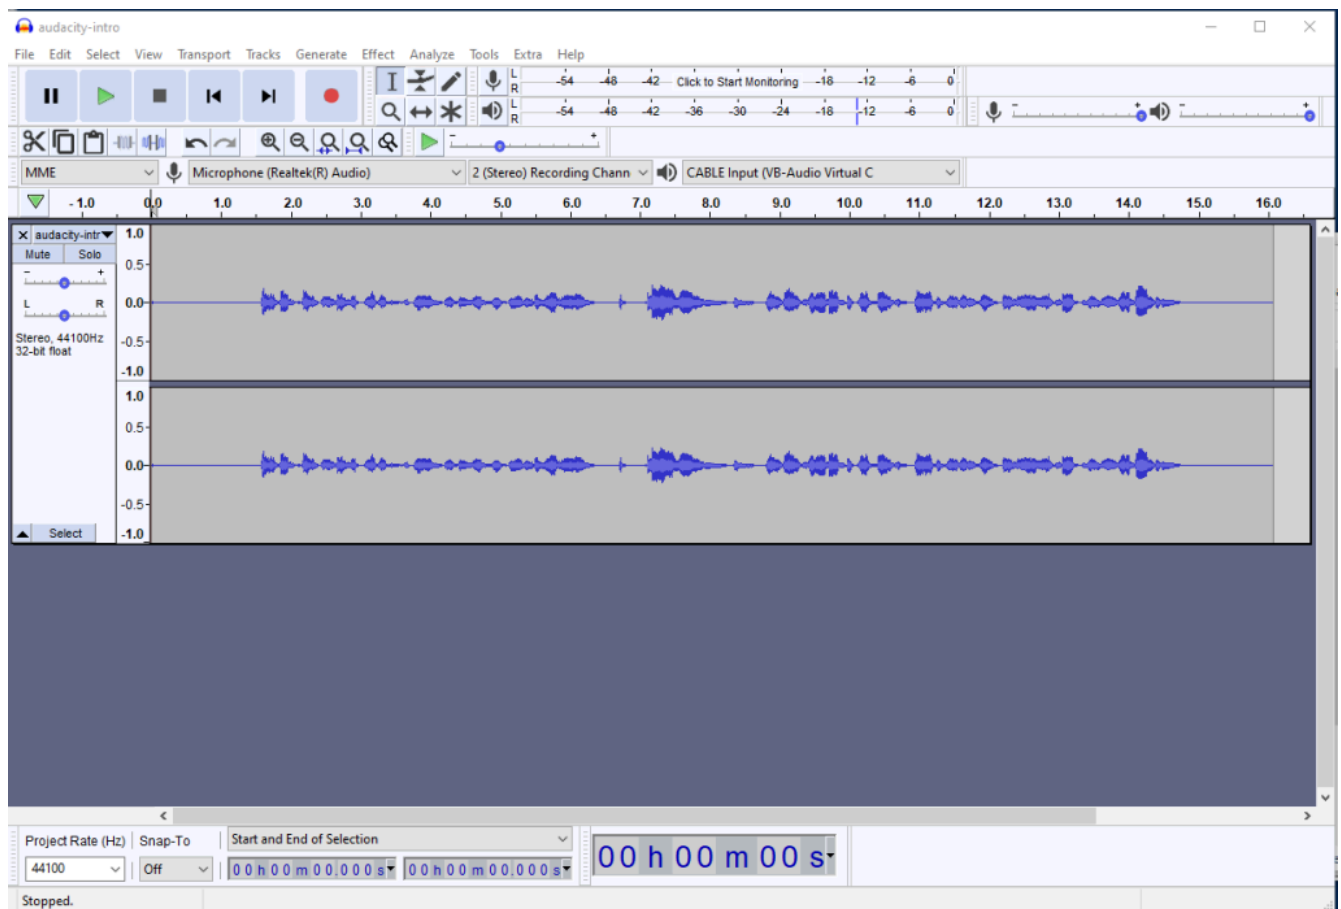 audacity-intro
File Edit Select View Transport Tracks Generate Effect Analyze Tools Extra Help
L -54 -48 -42 Click to Start Monitoring -18 -12 -6 0
R
L -54 -48 -42 -36 -30 -24 -18 -12 -6 0
R
- +
- +
- +
MME Microphone (Realtek(R) Audio) 2 (Stereo) Recording Chann CABLE Input (VB-Audio Virtual C
- 1.0 0.0 1.0 2.0 3.0 4.0 5.0 6.0 7.0 8.0 9.0 10.0 11.0 12.0 13.0 14.0 15.0 16.0
audacity-intr 1.0
Mute Solo
- + 0.5
L R 0.0
Stereo, 44100Hz -0.5
32-bit float
-1.0
1.0
0.5
0.0
-0.5
Select -1.0
Project Rate (Hz) Snap-To Start and End of Selection
44100 Off 00 h 00 m 00.000 s 00 h 00 m 00.000 s 00 h 00 m 00 s
Stopped.